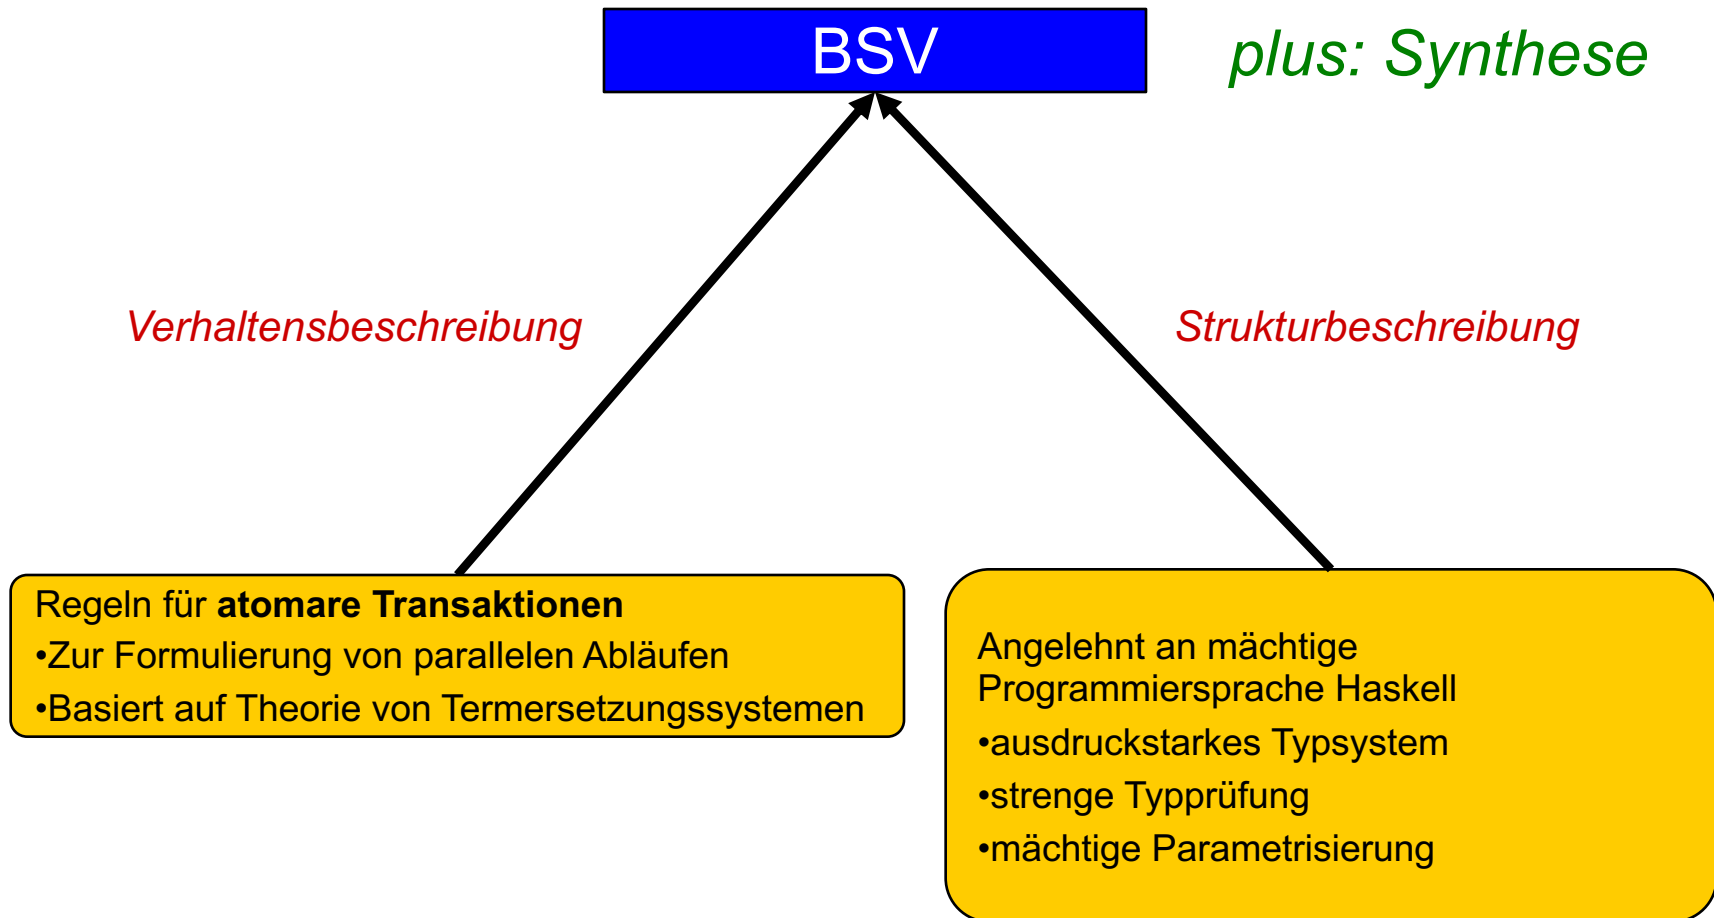 BSV
plus: Synthese
Verhaltensbeschreibung
Strukturbeschreibung
Regeln für atomare Transaktionen
•Zur Formulierung von parallelen Abläufen
•Basiert auf Theorie von Termersetzungssystemen
Angelehnt an mächtige
Programmiersprache Haskell
•ausdruckstarkes Typsystem
•strenge Typprüfung
•mächtige Parametrisierung